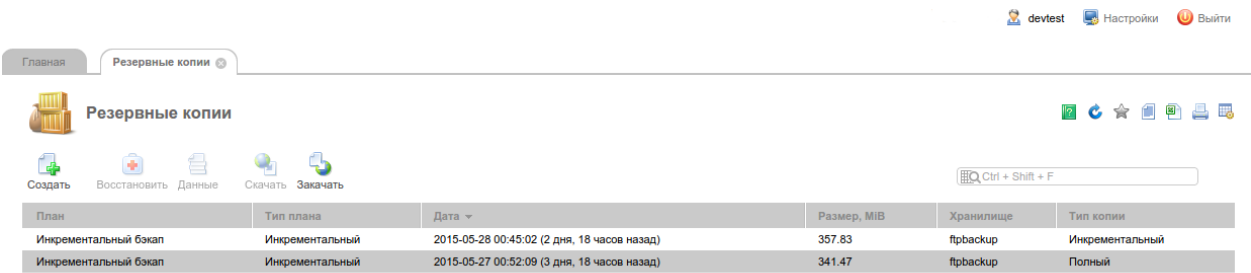 devtest Настройки Выйти
Главная Резервные копии
Резервные копии
Создать Восстановить Данные Скачать Закачать Ctrl + Shift + F
План Тип плана Дата Размер, MiB Хранилище Тип копии
Инкрементальный бэкап Инкрементальный 2015-05-28 00:45:02 (2 дня, 18 часов назад) 357.83 ftpbackup Инкрементальный
Инкрементальный бэкап Инкрементальный 2015-05-27 00:52:09 (3 дня, 18 часов назад) 341.47 ftpbackup Полный